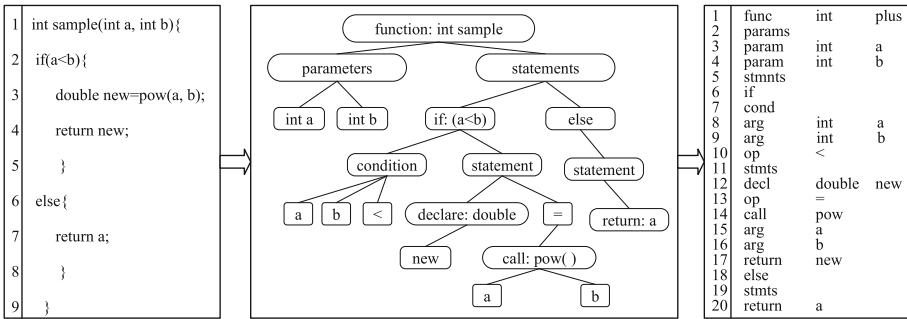 1 int sample(int a, int b){
2 if(a<b){
3 double new=pow(a, b);
4 return new;
5 }
6 else{
7 return a;
8 }
9 }
function: int sample
parameters statements
int a int b if: (a<b) else
condition statement statement
a b < declare: double = return: a
new call: pow( )
a b
1 func int plus
2 params
3 param int a
4 param int b
5 stmnts
6 if
7 cond
8 arg int a
9 arg int b
10 op <
11 stmts
12 decl double new
13 op =
14 call pow
15 arg a
16 arg b
17 return new
18 else
19 stmts
20 return a